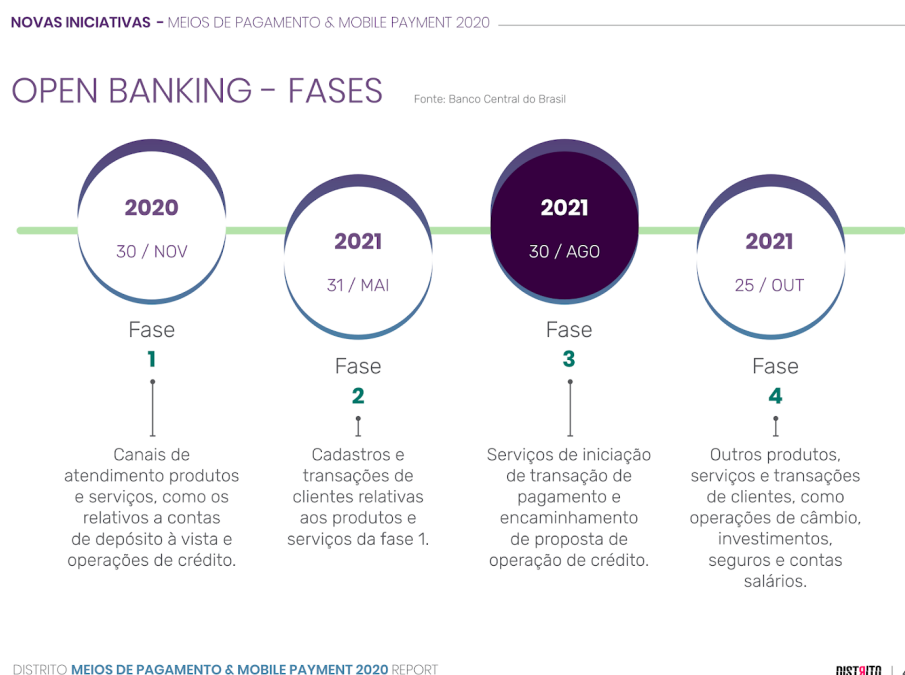 NOVAS INICIATIVAS - MEIOS DE PAGAMENTO & MOBILE PAYMENT 2020
OPEN BANKING - FASES
Fonte: Banco Central do Brasil
2020
30 / NOV
Fase
1
Canais de
atendimento produtos
e serviços, como os
relativos a contas
de depósito à vista e
operações de crédito.
2021
31 / MAI
Fase
2
Cadastros e
transações de
clientes relativas
aos produtos e
serviços da fase 1.
2021
30 / AGO
Fase
3
Serviços de iniciação
de transação de
pagamento e
encaminhamento
de proposta de
operação de crédito.
2021
25 / OUT
Fase
4
Outros produtos,
serviços e transações
de clientes, como
operações de câmbio,
investimentos,
seguros e contas
salários.
DISTRITO MEIOS DE PAGAMENTO & MOBILE PAYMENT 2020 REPORT
DISTRITO |